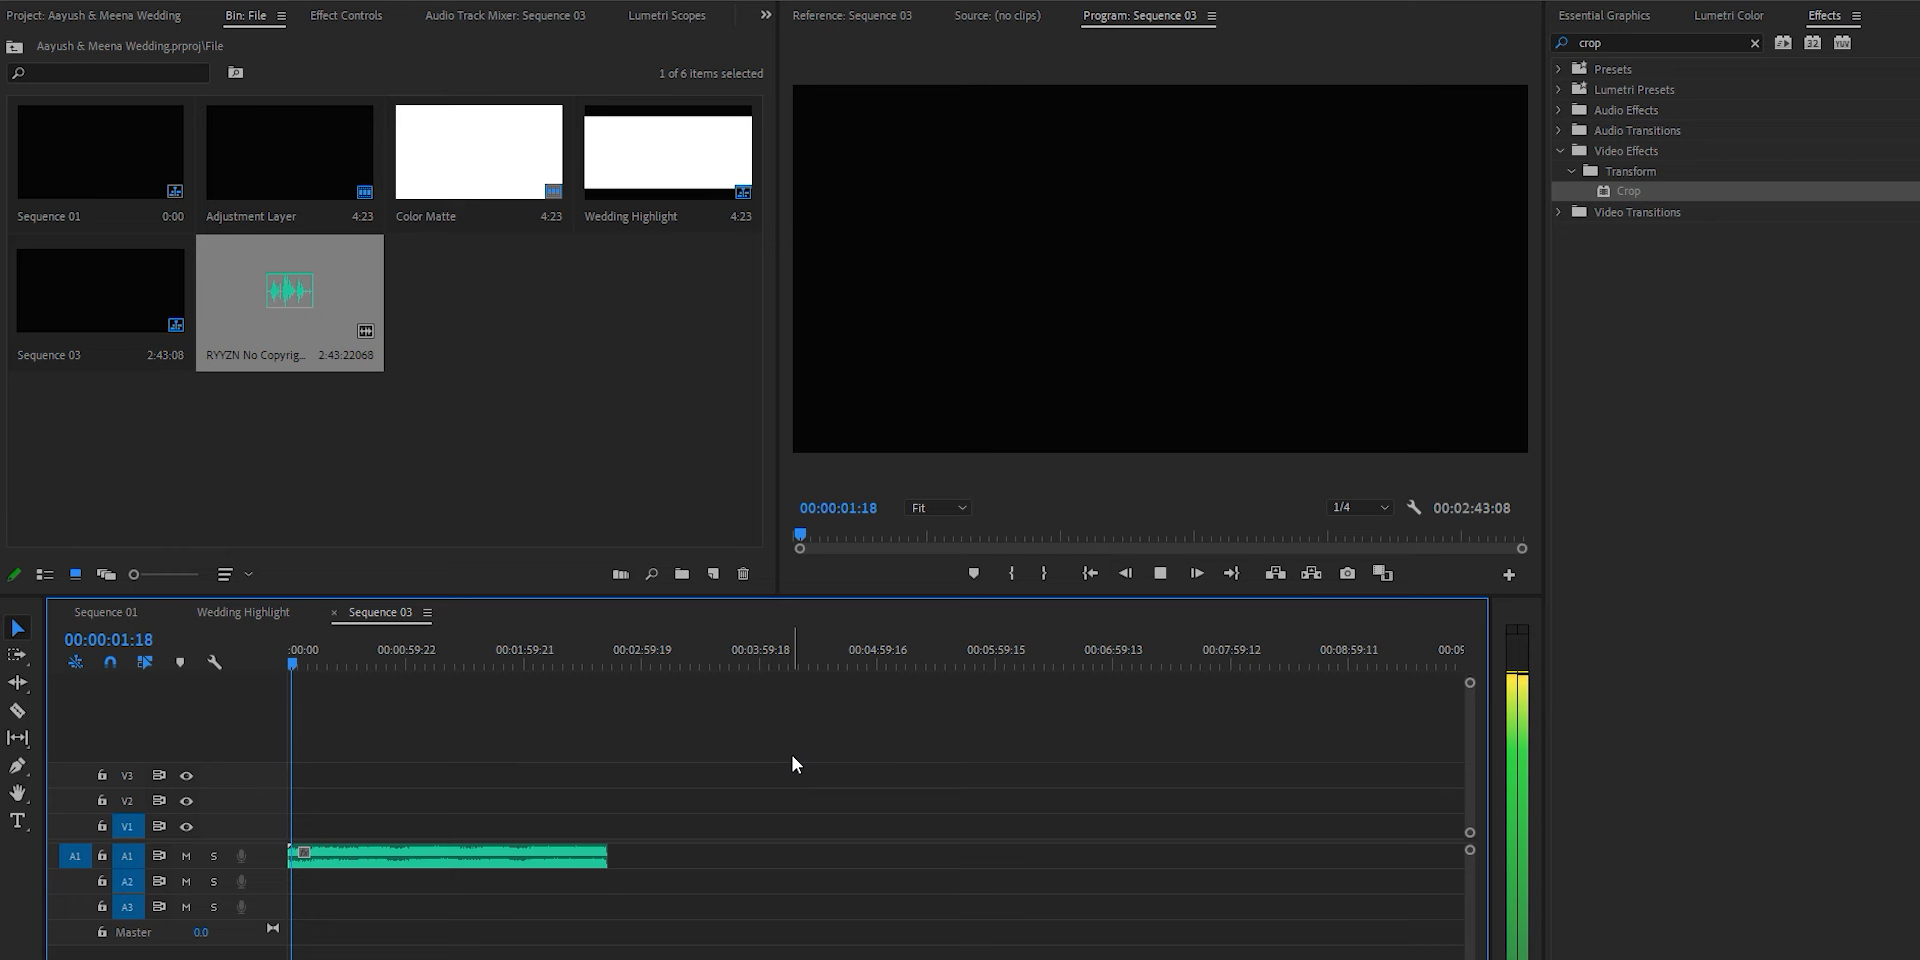 Project: Aayush & Meena Wedding Bin: File Effect Controls Audio Track Mixer: Sequence 03 Lumetri Scopes
Aayush & Meena Wedding.prproj\File
1 of 6 items selected
Sequence 01 0:00
Adjustment Layer 4:23
Color Matte 4:23
Wedding Highlight 4:23
Sequence 03 2:43:08
RYYZN No Copyrig... 2:43:22068
Reference: Sequence 03 Source: (no clips) Program: Sequence 03
00:00:01:18 Fit 1/4 00:02:43:08
Essential Graphics Lumetri Color Effects
crop 32 YUV
Presets
Lumetri Presets
Audio Effects
Audio Transitions
Video Effects
Transform
Crop
Video Transitions
Sequence 01 Wedding Highlight × Sequence 03
00:00:01:18
:00:00 00:00:59:22 00:01:59:21 00:02:59:19 00:03:59:18 00:04:59:16 00:05:59:15 00:06:59:13 00:07:59:12 00:08:59:11 00:09
V3
V2
V1
A1 A1 M S
fx
A2 M S
A3 M S
Master 0.0